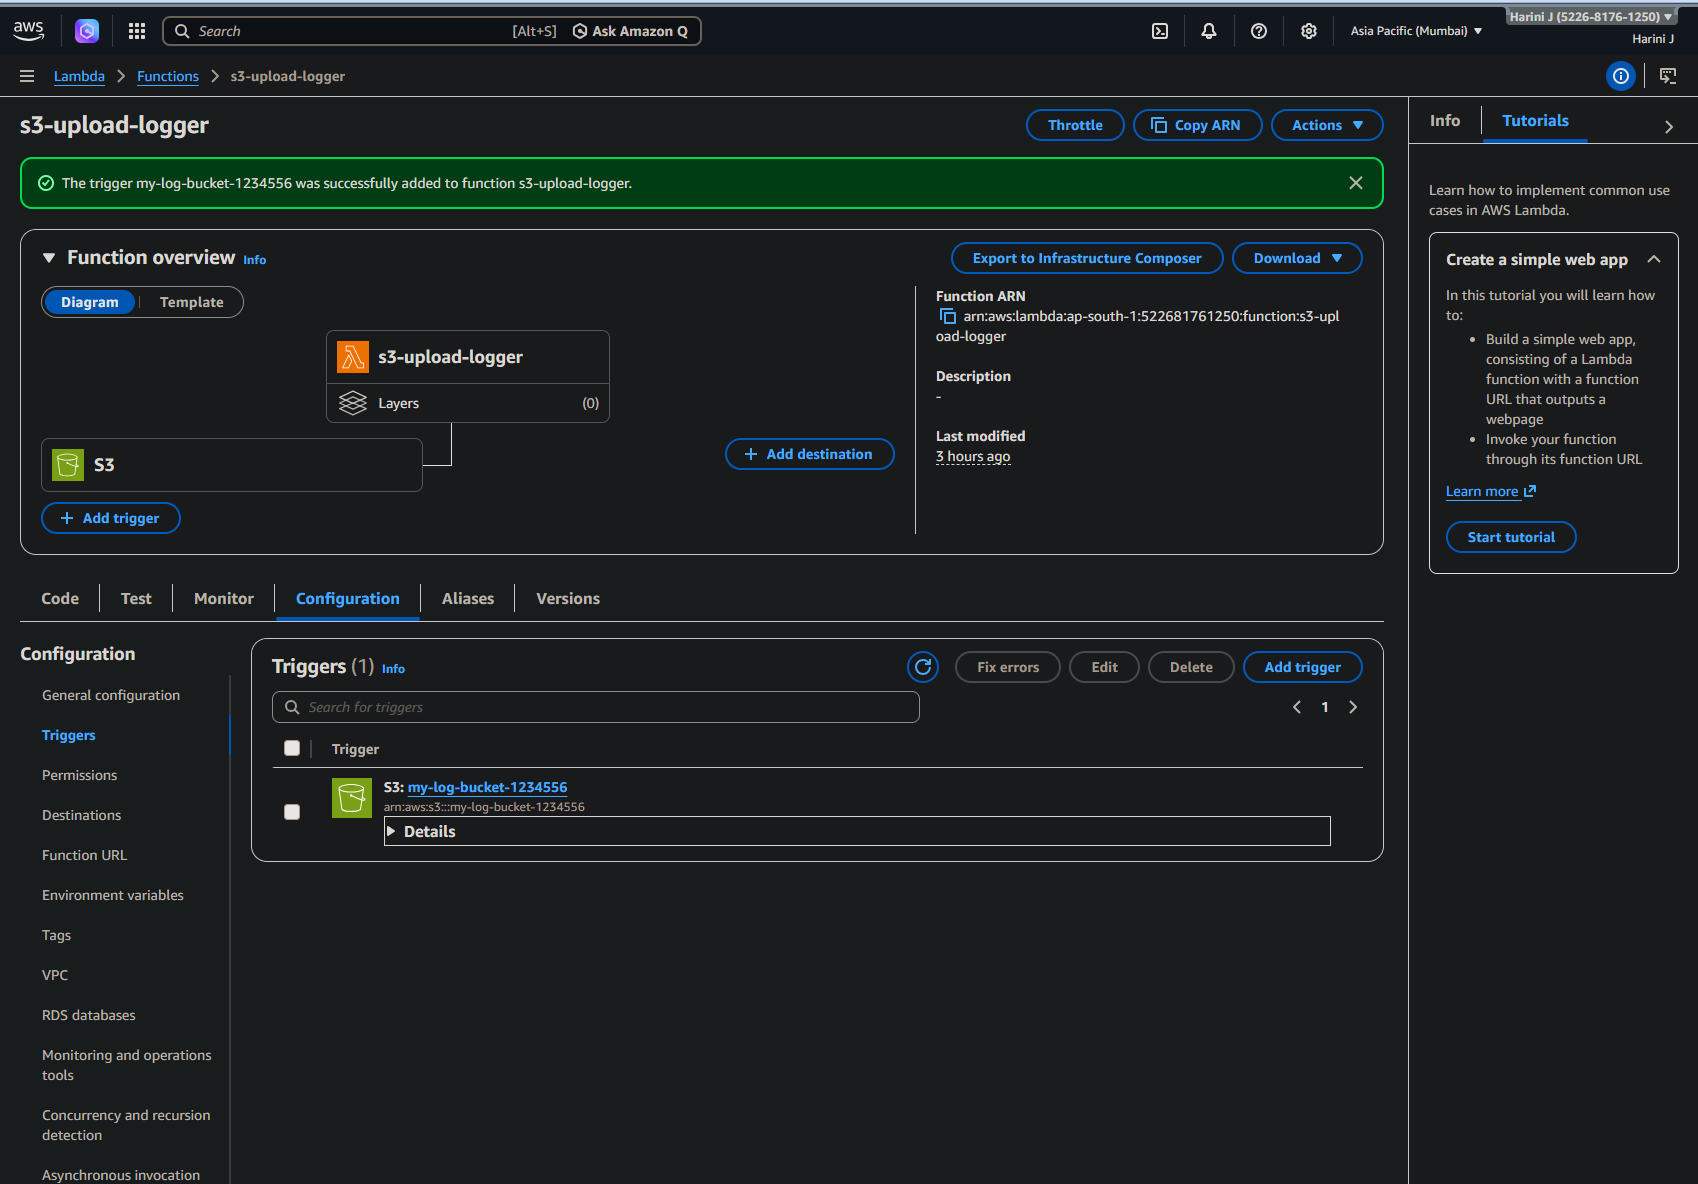 aws
Search
[Alt+S]
Ask Amazon Q
Asia Pacific (Mumbai)
Harini J (5226-8176-1250)
Harini J
Lambda
Functions
s3-upload-logger
s3-upload-logger
Throttle
Copy ARN
Actions
The trigger my-log-bucket-1234556 was successfully added to function s3-upload-logger.
Function overview Info
Export to Infrastructure Composer
Download
Diagram
Template
s3-upload-logger
Layers
(0)
S3
Add trigger
Add destination
Function ARN
arn:aws:lambda:ap-south-1:522681761250:function:s3-upl
oad-logger
Description
-
Last modified
3 hours ago
Code
Test
Monitor
Configuration
Aliases
Versions
Configuration
General configuration
Triggers
Permissions
Destinations
Function URL
Environment variables
Tags
VPC
RDS databases
Monitoring and operations
tools
Concurrency and recursion
detection
Asynchronous invocation
Triggers (1) Info
Fix errors
Edit
Delete
Add trigger
Search for triggers
1
Trigger
S3: my-log-bucket-1234556
arn:aws:s3:::my-log-bucket-1234556
Details
Info
Tutorials
Learn how to implement common use
cases in AWS Lambda.
Create a simple web app
In this tutorial you will learn how
to:
• Build a simple web app,
consisting of a Lambda
function with a function
URL that outputs a
webpage
• Invoke your function
through its function URL
Learn more
Start tutorial